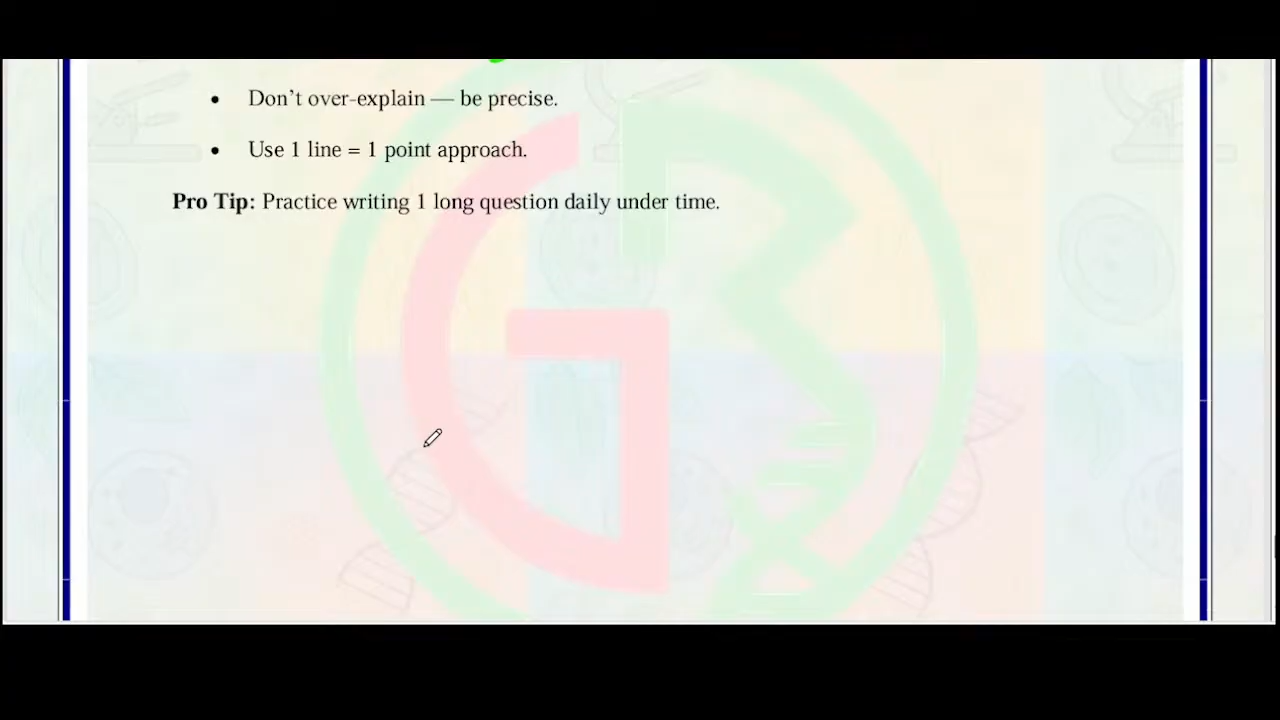 • Don’t over-explain — be precise.
• Use 1 line = 1 point approach.
Pro Tip: Practice writing 1 long question daily under time.